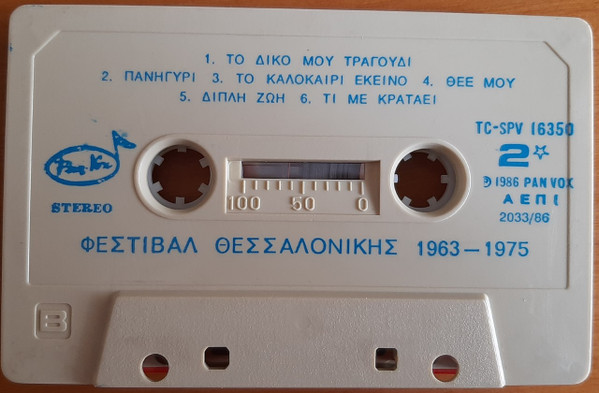 1. ΤΟ ΔΙΚΟ ΜΟΥ ΤΡΑΓΟΥΔΙ
2. ΠΑΝΗΓΥΡΙ 3. ΤΟ ΚΑΛΟΚΑΙΡΙ ΕΚΕΙΝΟ 4. ΘΕΕ ΜΟΥ
5. ΔΙΠΛΗ ΖΩΗ 6. ΤΙ ΜΕ ΚΡΑΤΑΕΙ
TC-SPV 16350
2
STEREO
℗ 1986 PAN VOX
ΑΕΠΙ
2033/86
100 50 0
ΦΕΣΤΙΒΑΛ ΘΕΣΣΑΛΟΝΙΚΗΣ 1963-1975
B